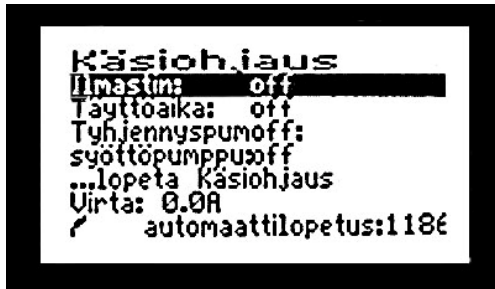 Käsiohjaus
Ilmastin: off
Täyttöaika: off
Tyhjennyspumoff:
syöttöpumppu:off
...lopeta Käsiohjaus
Virta: 0.0A
automaattilopetus:1186